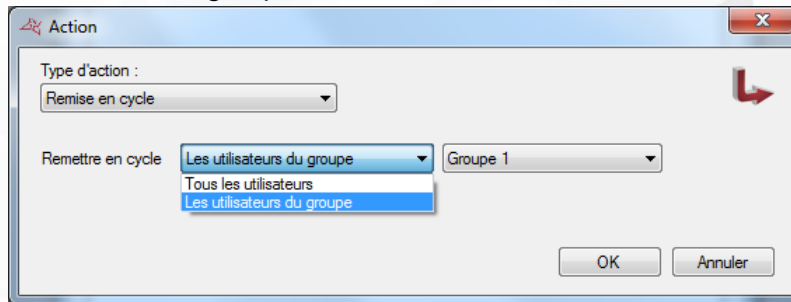 Action
Type d'action :
Remise en cycle
Remettre en cycle Les utilisateurs du groupe Groupe 1
Tous les utilisateurs
Les utilisateurs du groupe
OK Annuler